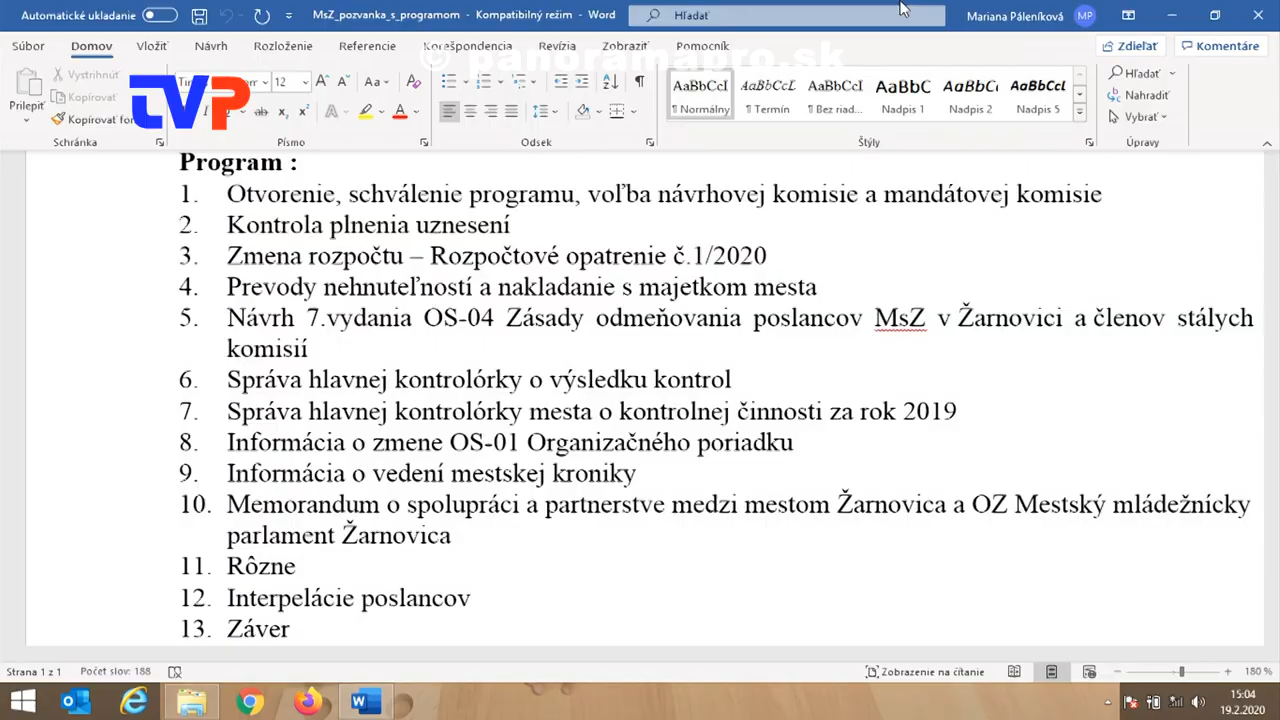 Automatické ukladanie
MsZ_pozvanka_s_programom - Kompatibilný režim - Word
Hľadať
Mariana Páleníková MP
Súbor Domov Vložiť Návrh Rozloženie Referencie Korešpondencia Revízia Zobraziť Pomocník
Zdieľať Komentáre
© panoramapro.sk
TVP
Prilepiť
Vystrihnúť
Kopírovať
Kopírovať
12
Aa
AaBbCcI AaBbCcL AaBbCcI AaBbC AaBbCc AaBbCcL
¶ Normálny ¶ Termín ¶ Bez riad... Nadpis 1 Nadpis 2 Nadpis 5
Hľadať
Nahradiť
Vybrať
Schránka Písmo Odsek Štýly Úpravy
Program :
1. Otvorenie, schválenie programu, voľba návrhovej komisie a mandátovej komisie
2. Kontrola plnenia uznesení
3. Zmena rozpočtu – Rozpočtové opatrenie č.1/2020
4. Prevody nehnuteľností a nakladanie s majetkom mesta
5. Návrh 7.vydania OS-04 Zásady odmeňovania poslancov MsZ v Žarnovici a členov stálych
komisií
6. Správa hlavnej kontrolórky o výsledku kontrol
7. Správa hlavnej kontrolórky mesta o kontrolnej činnosti za rok 2019
8. Informácia o zmene OS-01 Organizačného poriadku
9. Informácia o vedení mestskej kroniky
10. Memorandum o spolupráci a partnerstve medzi mestom Žarnovica a OZ Mestský mládežnícky
parlament Žarnovica
11. Rôzne
12. Interpelácie poslancov
13. Záver
Strana 1 z 1 Počet slov: 188
Zobrazenie na čítanie
180 %
15:04
19.2.2020